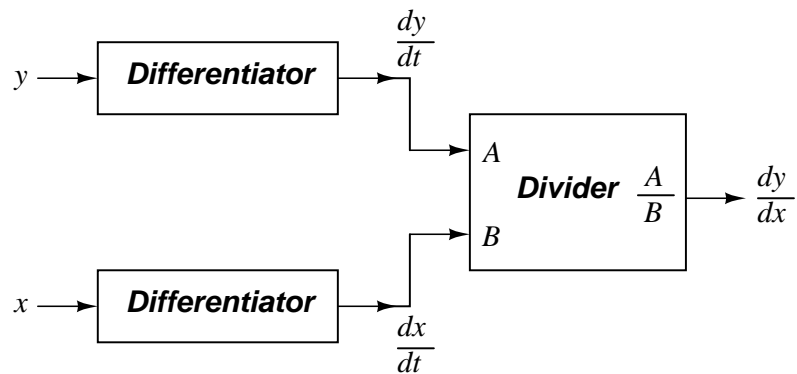 dy
dt
y
Differentiator
A
Divider A/B
dy/dx
B
x
Differentiator
dx
dt